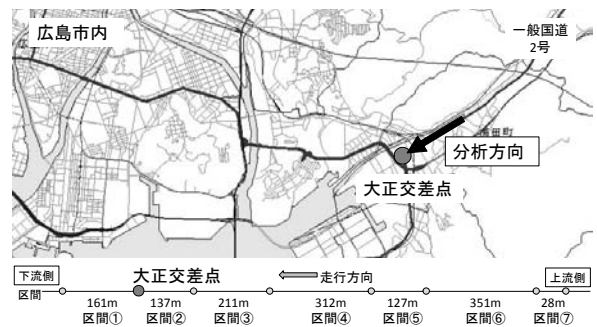 広島市内
一般国道
2号
海田町
分析方向
大正交差点
下流側
大正交差点
走行方向
上流側
区間
161m
137m
211m
312m
127m
351m
28m
区間①
区間②
区間③
区間④
区間⑤
区間⑥
区間⑦